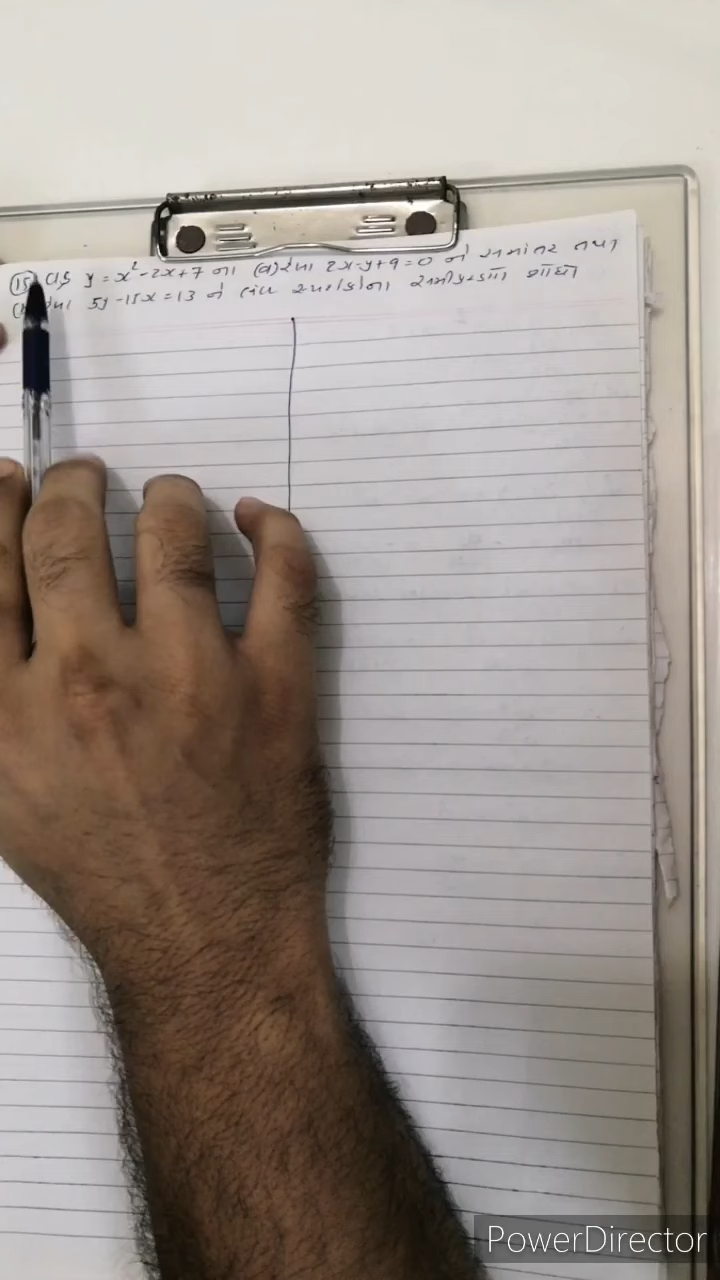 (15) વક્ર y = x² - 2x + 7 ના (a) રેખા 2x - y + 9 = 0 ને સમાંતર તથા
રેખા 5y - 15x = 13 ને લંબ સ્પર્શકોના સમીકરણો શોધો
PowerDirector